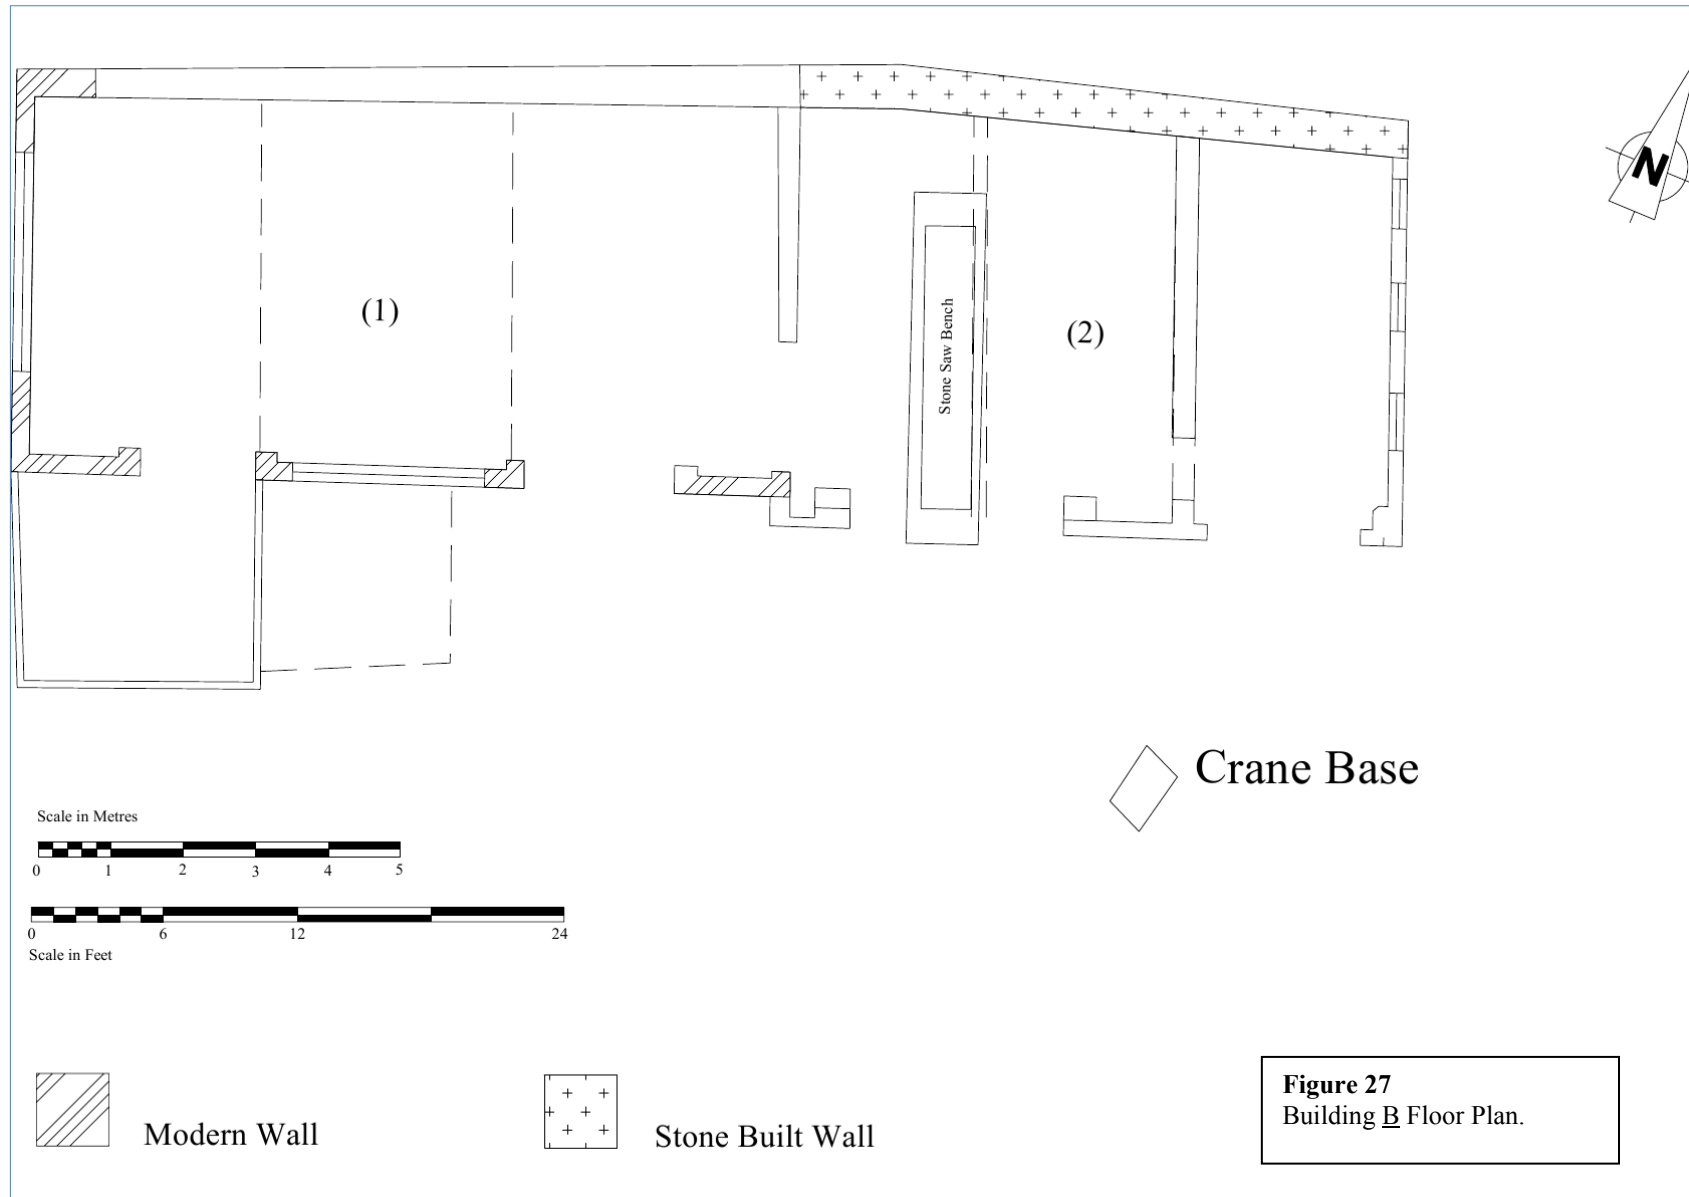 N
(1)
(2)
Stone Saw Bench
Crane Base
Scale in Metres
0 1 2 3 4 5
0 6 12 24
Scale in Feet
Modern Wall
Stone Built Wall
Figure 27
Building B Floor Plan.